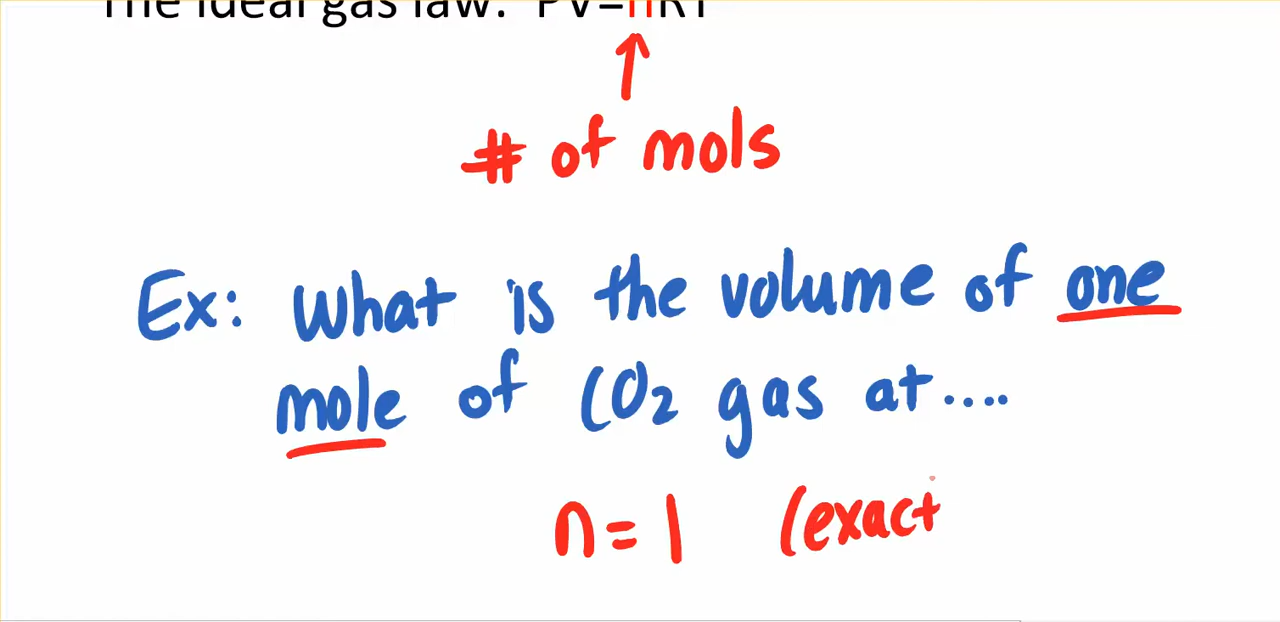 The ideal gas law: PV=nRT
# of mols
Ex: What is the volume of one
mole of CO2 gas at....
n = 1 (exact